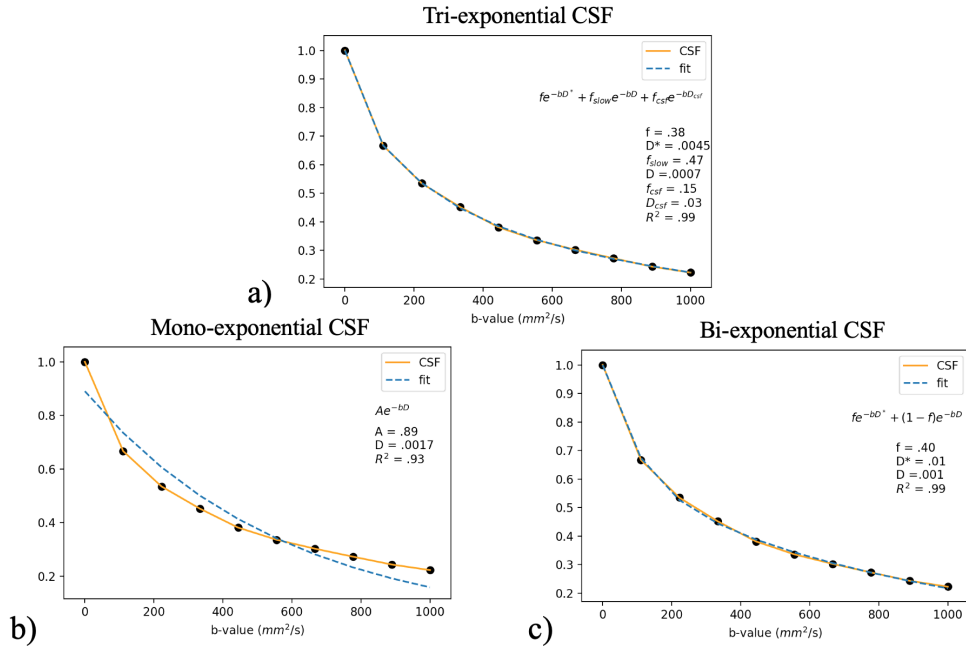 Tri-exponential CSF
1.0
0.9
0.8
0.7
0.6
0.5
0.4
0.3
0.2
CSF
fit
fe^{-bD^*} + f_{slow}e^{-bD} + f_{csf}e^{-bD_{csf}}
f = .38
D* = .0045
f_{slow} = .47
D =.0007
f_{csf} = .15
D_{csf} = .03
R^2 = .99
0 200 400 600 800 1000
b-value (mm^2/s)
a)
Mono-exponential CSF
1.0
0.8
0.6
0.4
0.2
CSF
fit
Ae^{-bD}
A = .89
D = .0017
R^2 = .93
0 200 400 600 800 1000
b-value (mm^2/s)
b)
Bi-exponential CSF
1.0
0.9
0.8
0.7
0.6
0.5
0.4
0.3
0.2
CSF
fit
fe^{-bD^*} + (1 − f)e^{-bD}
f = .40
D* = .01
D = .001
R^2 = .99
0 200 400 600 800 1000
b-value (mm^2/s)
c)